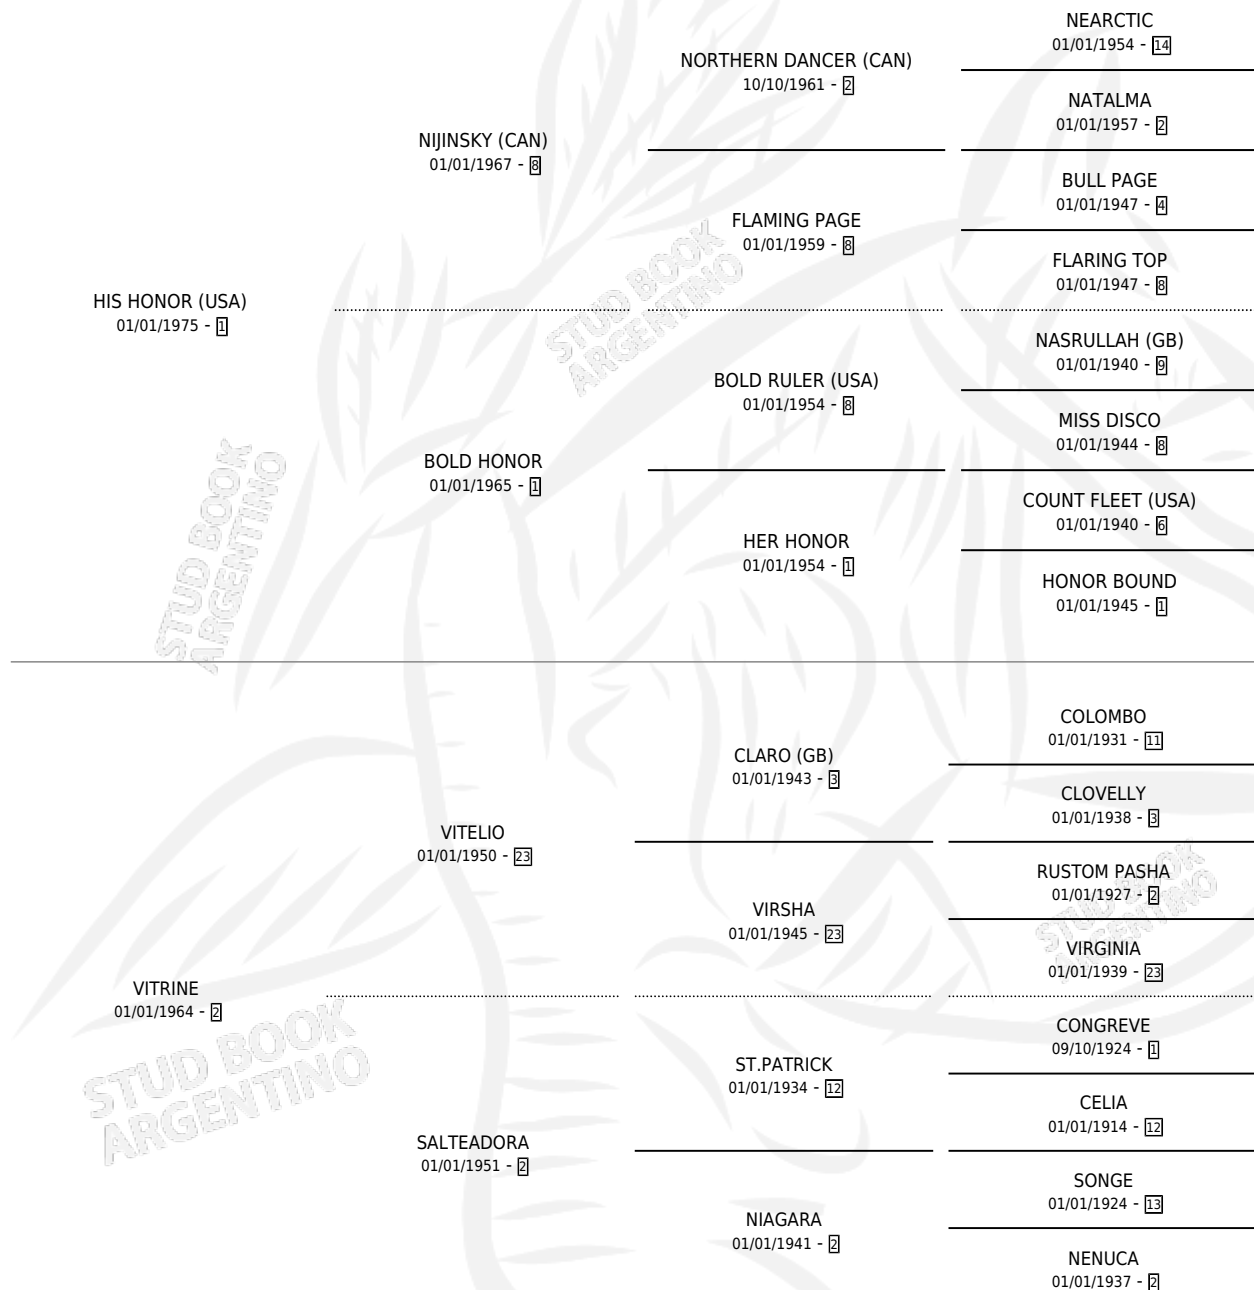 NEARCTIC
01/01/1954 - 14
NORTHERN DANCER (CAN)
10/10/1961 - 2
NATALMA
01/01/1957 - 2
NIJINSKY (CAN)
01/01/1967 - 8
BULL PAGE
01/01/1947 - 4
FLAMING PAGE
01/01/1959 - 8
FLARING TOP
01/01/1947 - 8
HIS HONOR (USA)
01/01/1975 - 1
NASRULLAH (GB)
01/01/1940 - 9
BOLD RULER (USA)
01/01/1954 - 8
MISS DISCO
01/01/1944 - 8
BOLD HONOR
01/01/1965 - 1
COUNT FLEET (USA)
01/01/1940 - 6
HER HONOR
01/01/1954 - 1
HONOR BOUND
01/01/1945 - 1
COLOMBO
01/01/1931 - 11
CLARO (GB)
01/01/1943 - 3
CLOVELLY
01/01/1938 - 3
VITELIO
01/01/1950 - 23
RUSTOM PASHA
01/01/1927 - 2
VIRSHA
01/01/1945 - 23
VIRGINIA
01/01/1939 - 23
VITRINE
01/01/1964 - 2
CONGREVE
09/10/1924 - 1
ST.PATRICK
01/01/1934 - 12
CELIA
01/01/1914 - 12
SALTEADORA
01/01/1951 - 2
SONGE
01/01/1924 - 13
NIAGARA
01/01/1941 - 2
NENUCA
01/01/1937 - 2
STUD BOOK
ARGENTINO
STUD BOOK
ARGENTINO
STUD BOOK
ARGENTINO
STUD BOOK
ARGENTINO